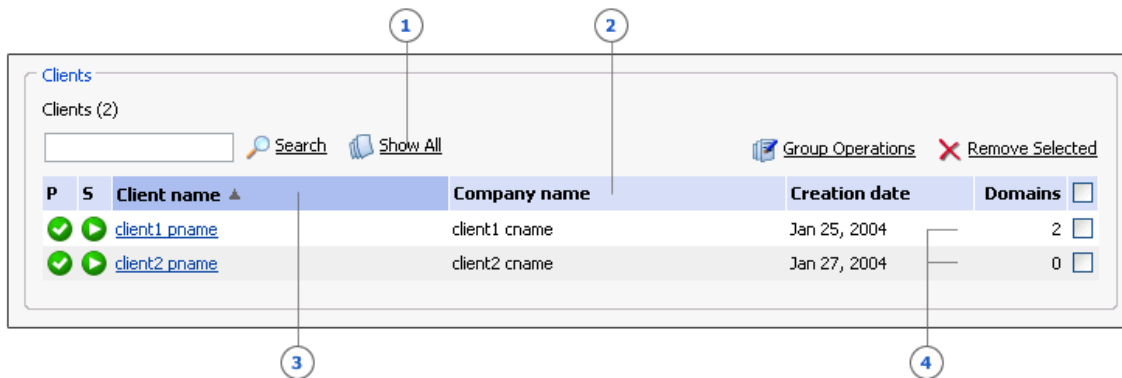 1 2
Clients
Clients (2)
Search Show All Group Operations Remove Selected
P S Client name Company name Creation date Domains
client1 pname client1 cname Jan 25, 2004 2
client2 pname client2 cname Jan 27, 2004 0
3 4